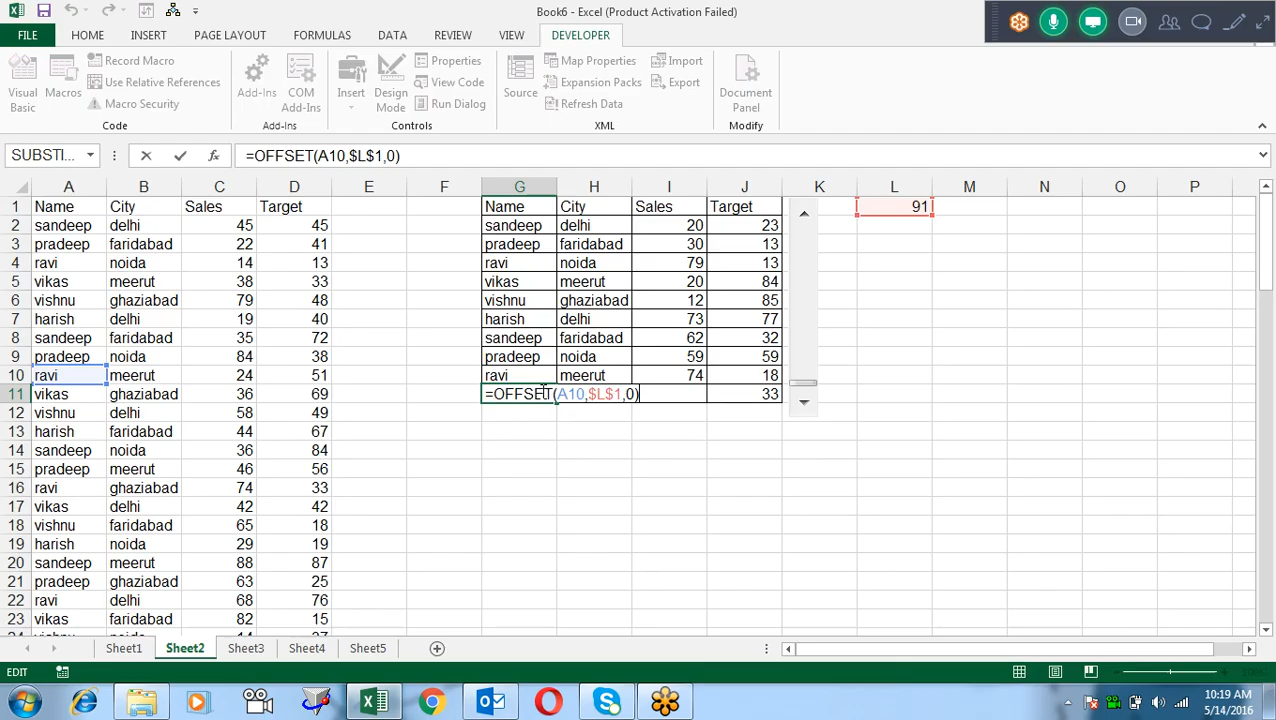 Book6 - Excel (Product Activation Failed)
FILE HOME INSERT PAGE LAYOUT FORMULAS DATA REVIEW VIEW DEVELOPER
Visual Basic
Macros
Record Macro
Use Relative References
Macro Security
Code
Add-Ins
COM Add-Ins
Add-Ins
Insert
Design Mode
Properties
View Code
Run Dialog
Controls
Source
Map Properties
Expansion Packs
Refresh Data
Import
Export
XML
Document Panel
Modify
SUBSTI... fx =OFFSET(A10,$L$1,0)
A B C D E F G H I J K L M N O P
1 Name City Sales Target Name City Sales Target 91
2 sandeep delhi 45 45 sandeep delhi 20 23
3 pradeep faridabad 22 41 pradeep faridabad 30 13
4 ravi noida 14 13 ravi noida 79 13
5 vikas meerut 38 33 vikas meerut 20 84
6 vishnu ghaziabad 79 48 vishnu ghaziabad 12 85
7 harish delhi 19 40 harish delhi 73 77
8 sandeep faridabad 35 72 sandeep faridabad 62 32
9 pradeep noida 84 38 pradeep noida 59 59
10 ravi meerut 24 51 ravi meerut 74 18
11 vikas ghaziabad 36 69 =OFFSET(A10,$L$1,0) 33
12 vishnu delhi 58 49
13 harish faridabad 44 67
14 sandeep noida 36 84
15 pradeep meerut 46 56
16 ravi ghaziabad 74 33
17 vikas delhi 42 42
18 vishnu faridabad 65 18
19 harish noida 29 19
20 sandeep meerut 88 87
21 pradeep ghaziabad 63 25
22 ravi delhi 68 76
23 vikas faridabad 82 15
Sheet1 Sheet2 Sheet3 Sheet4 Sheet5
EDIT
10:19 AM
5/14/2016